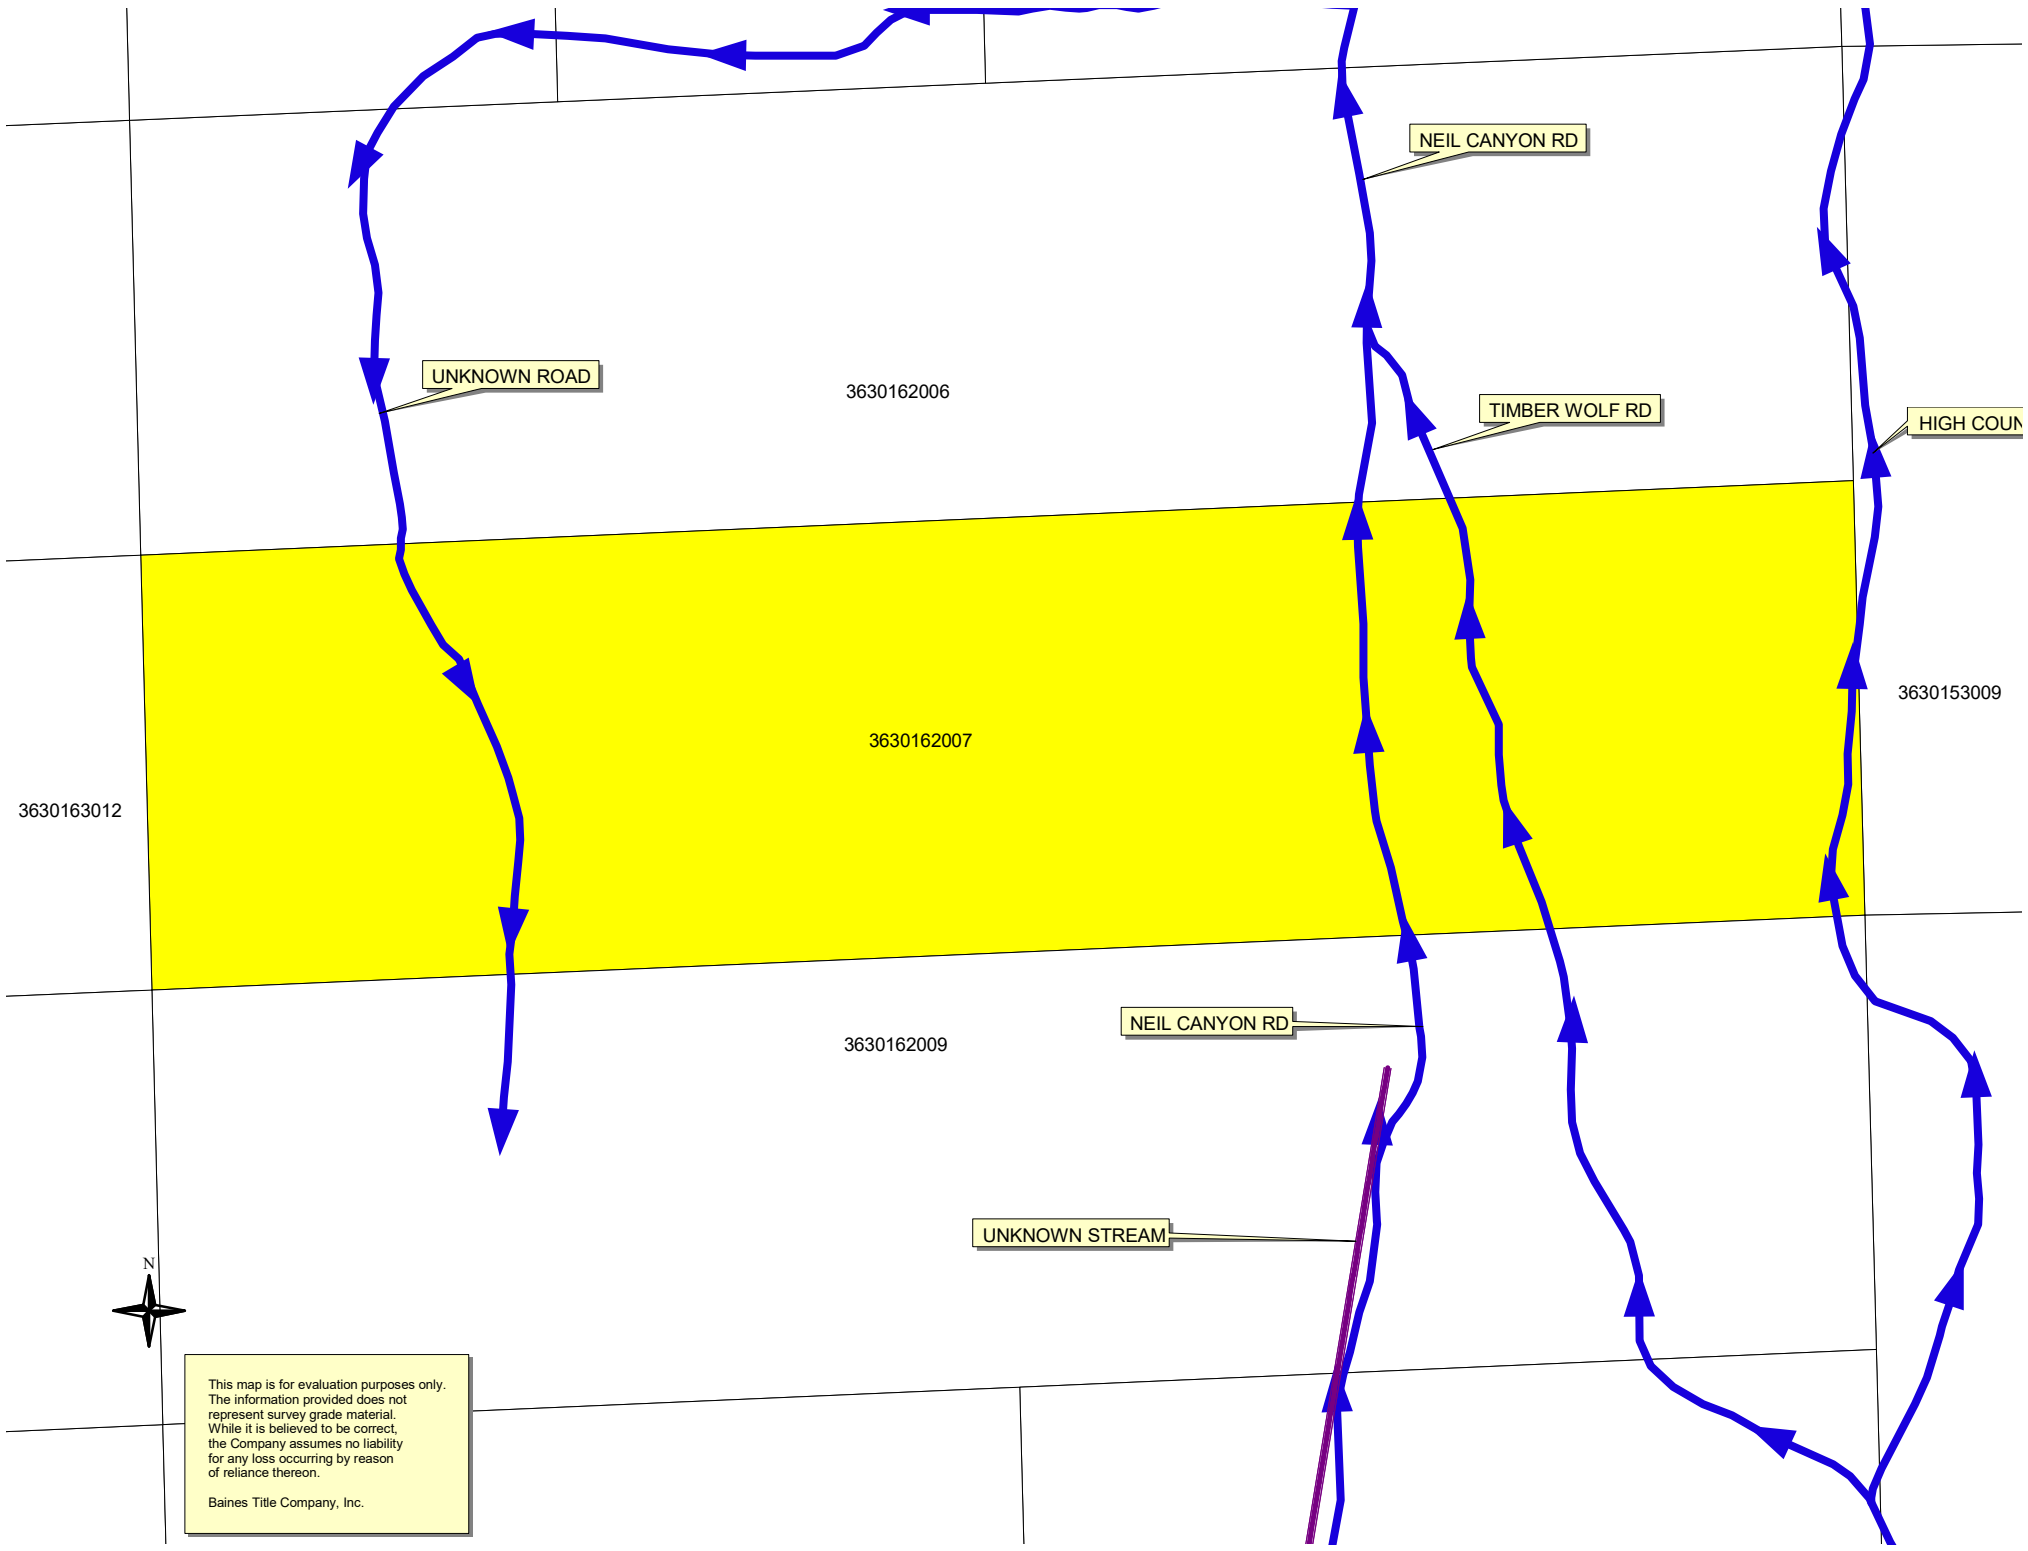 NEIL CANYON RD
UNKNOWN ROAD
3630162006
TIMBER WOLF RD
HIGH COUN
3630153009
3630162007
3630163012
NEIL CANYON RD
3630162009
UNKNOWN STREAM
N
This map is for evaluation purposes only.
The information provided does not
represent survey grade material.
While it is believed to be correct,
the Company assumes no liability
for any loss occurring by reason
of reliance thereon.
Baines Title Company, Inc.